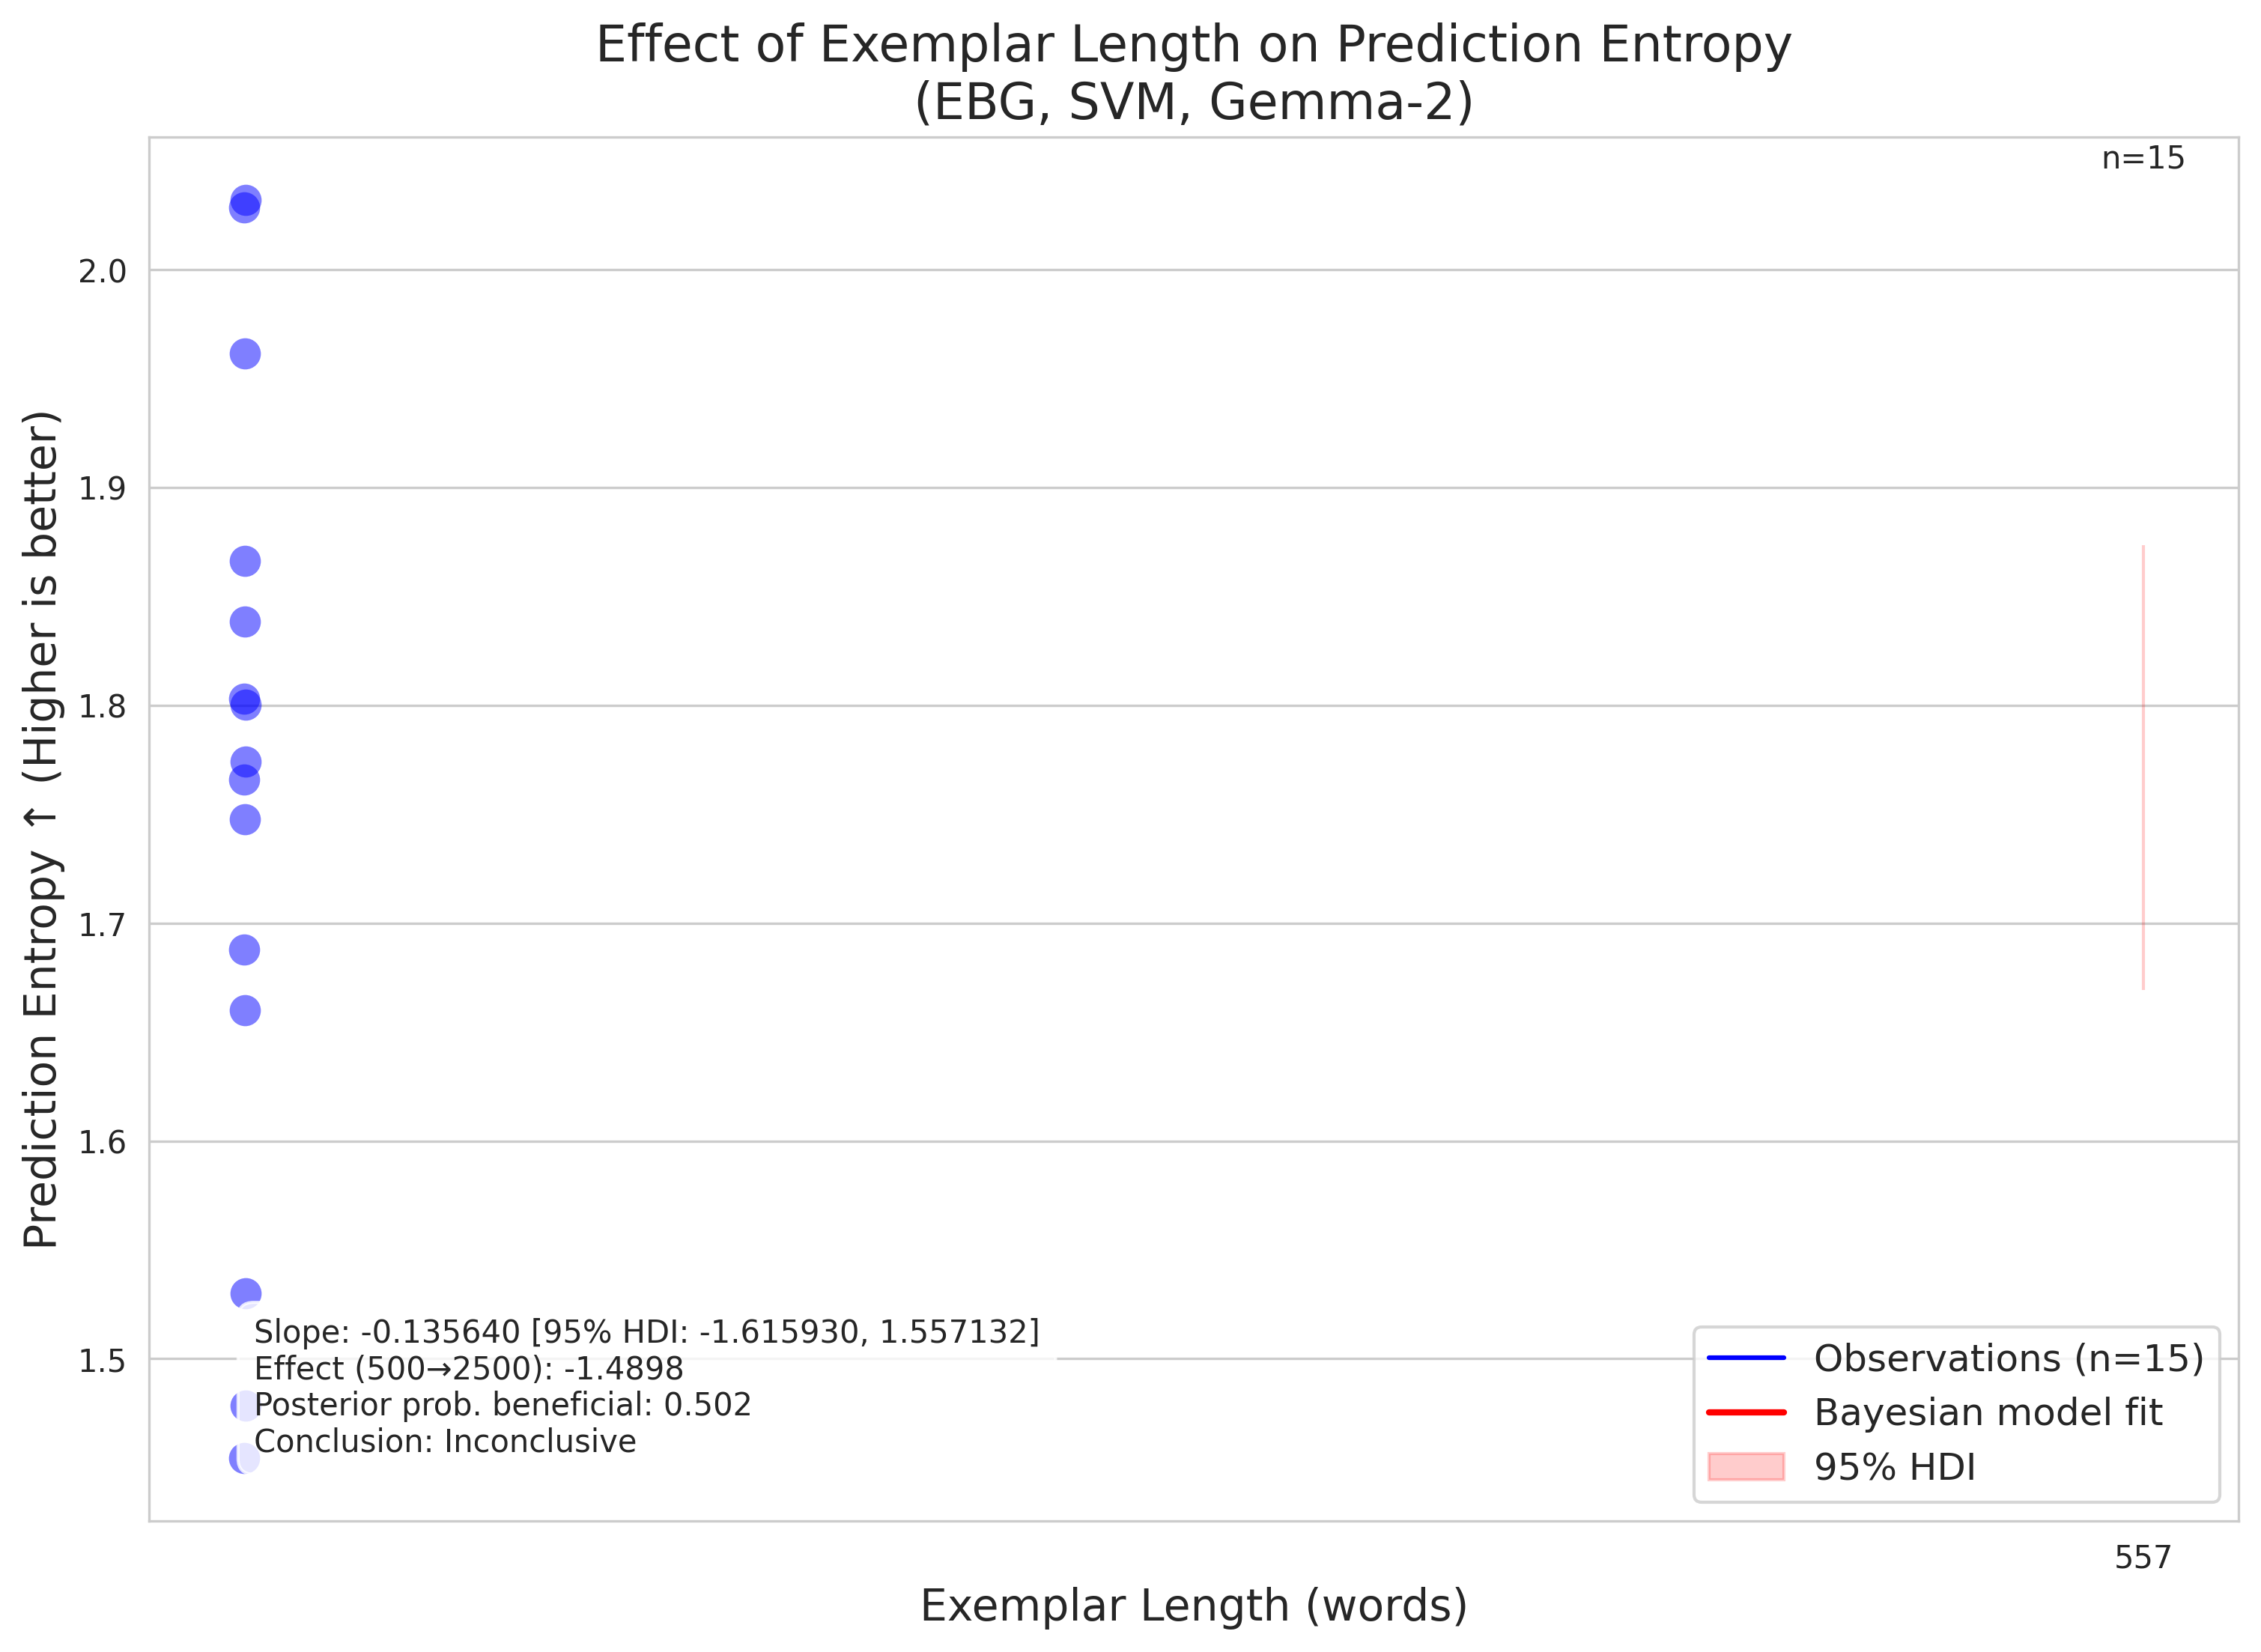 Effect of Exemplar Length on Prediction Entropy
(EBG, SVM, Gemma-2)
n=15
Prediction Entropy ↑ (Higher is better)
2.0
1.9
1.8
1.7
1.6
1.5
Slope: -0.135640 [95% HDI: -1.615930, 1.557132]
Effect (500→2500): -1.4898
Posterior prob. beneficial: 0.502
Conclusion: Inconclusive
Observations (n=15)
Bayesian model fit
95% HDI
557
Exemplar Length (words)